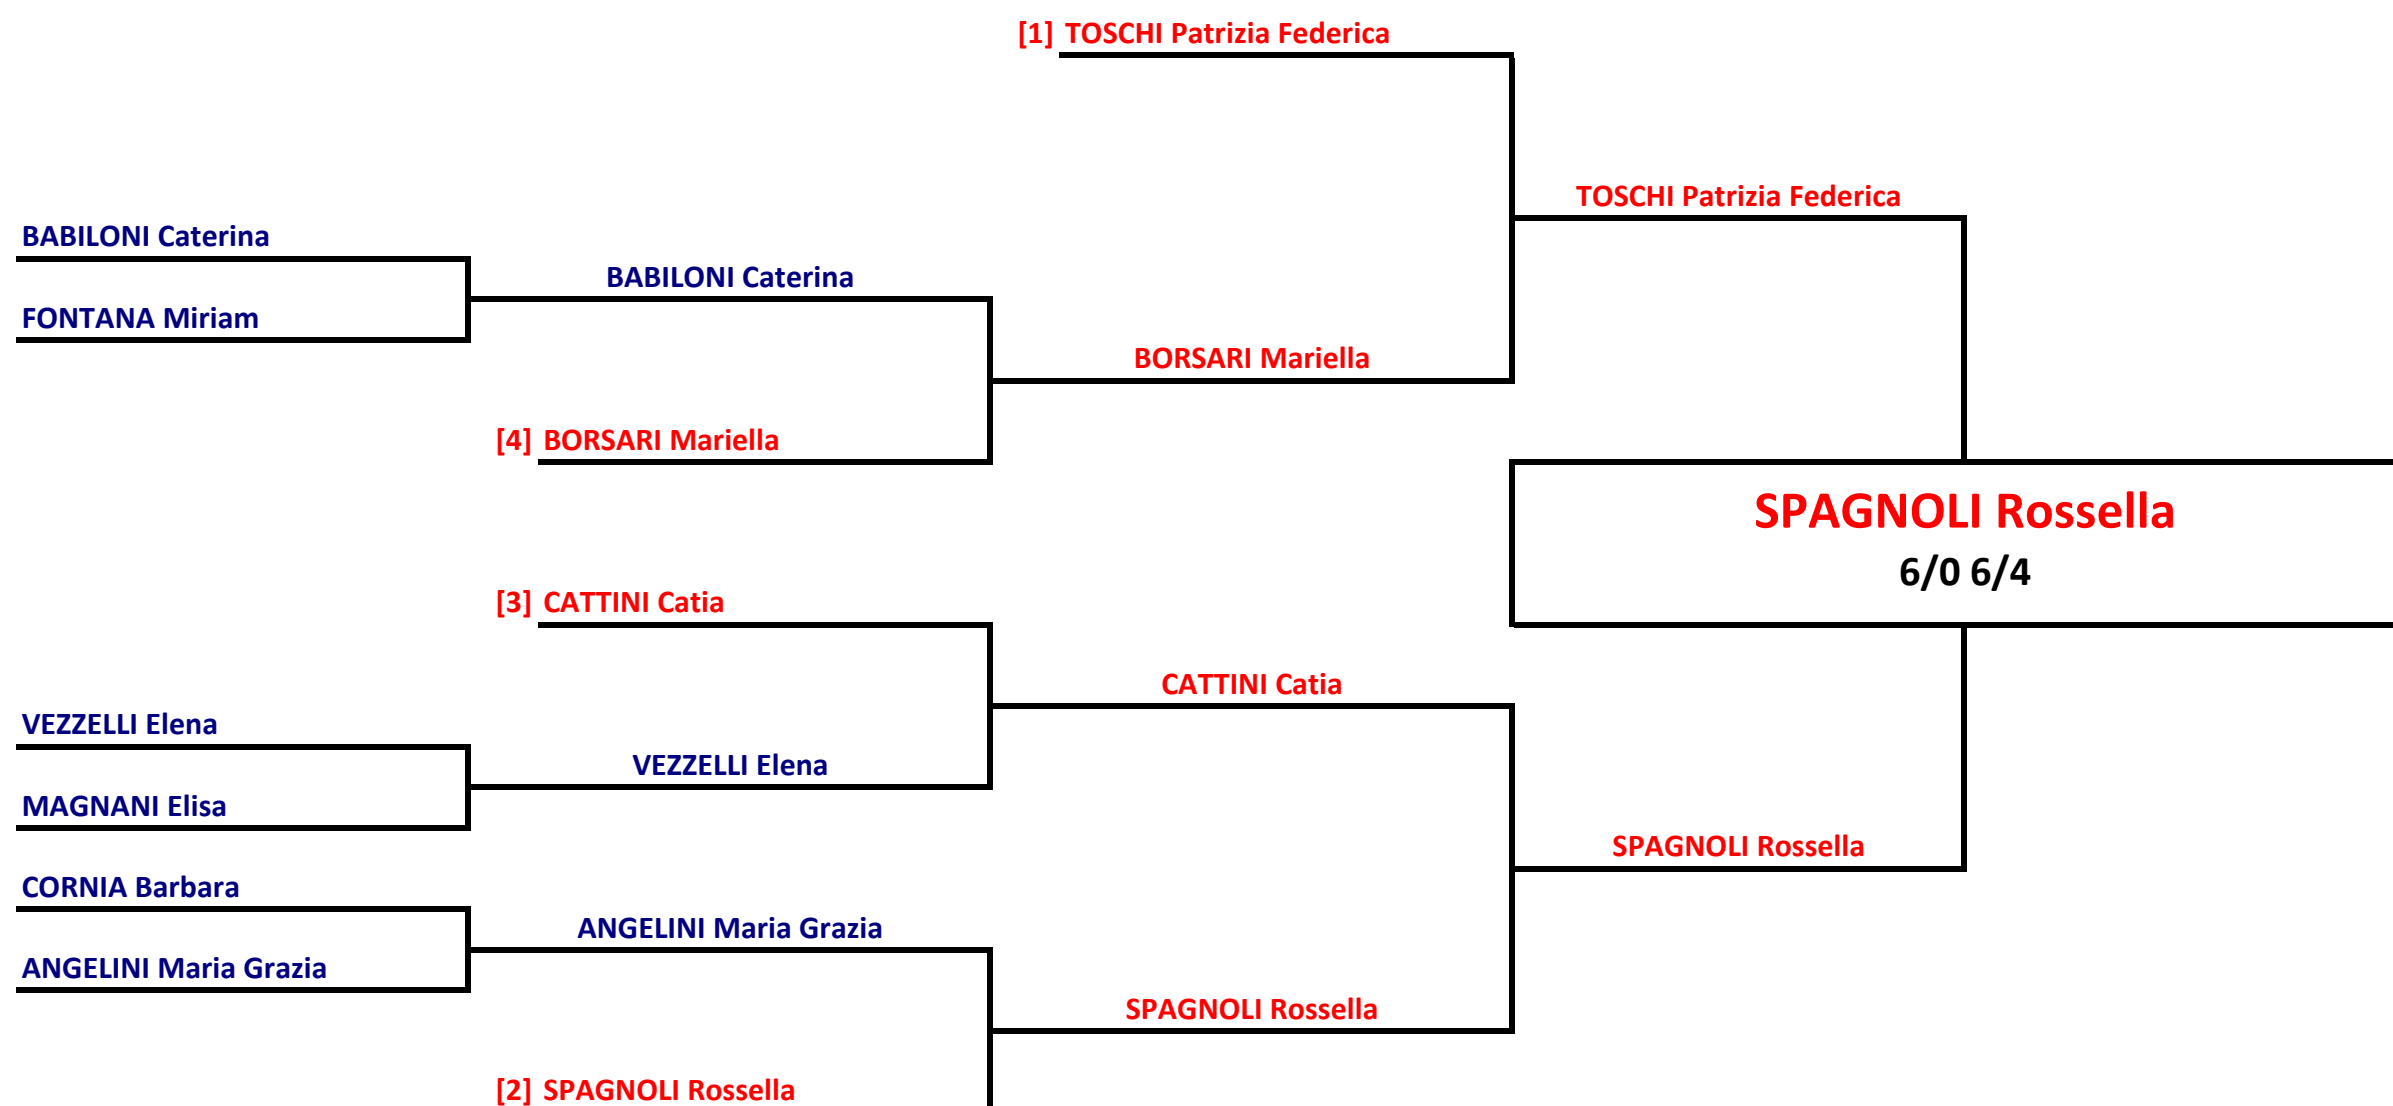 [1] TOSCHI Patrizia Federica
TOSCHI Patrizia Federica
BABILONI Caterina
BABILONI Caterina
FONTANA Miriam
BORSARI Mariella
[4] BORSARI Mariella
SPAGNOLI Rossella
6/0 6/4
[3] CATTINI Catia
CATTINI Catia
VEZZELLI Elena
VEZZELLI Elena
MAGNANI Elisa
SPAGNOLI Rossella
CORNIA Barbara
ANGELINI Maria Grazia
ANGELINI Maria Grazia
SPAGNOLI Rossella
[2] SPAGNOLI Rossella